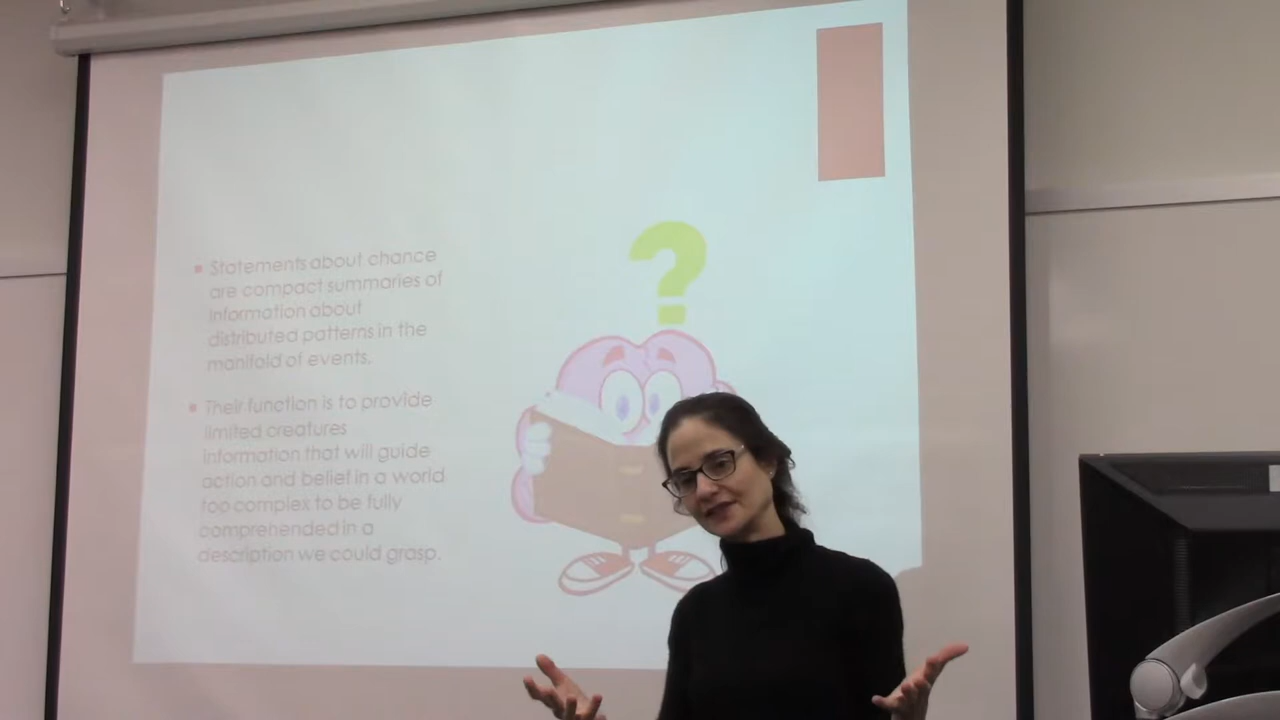 Statements about chance
are compact summaries of
information about
distributed patterns in the
manifold of events.
Their function is to provide
limited creatures
information that will guide
action and belief in a world
too complex to be fully
comprehended in a
description we could grasp.
?